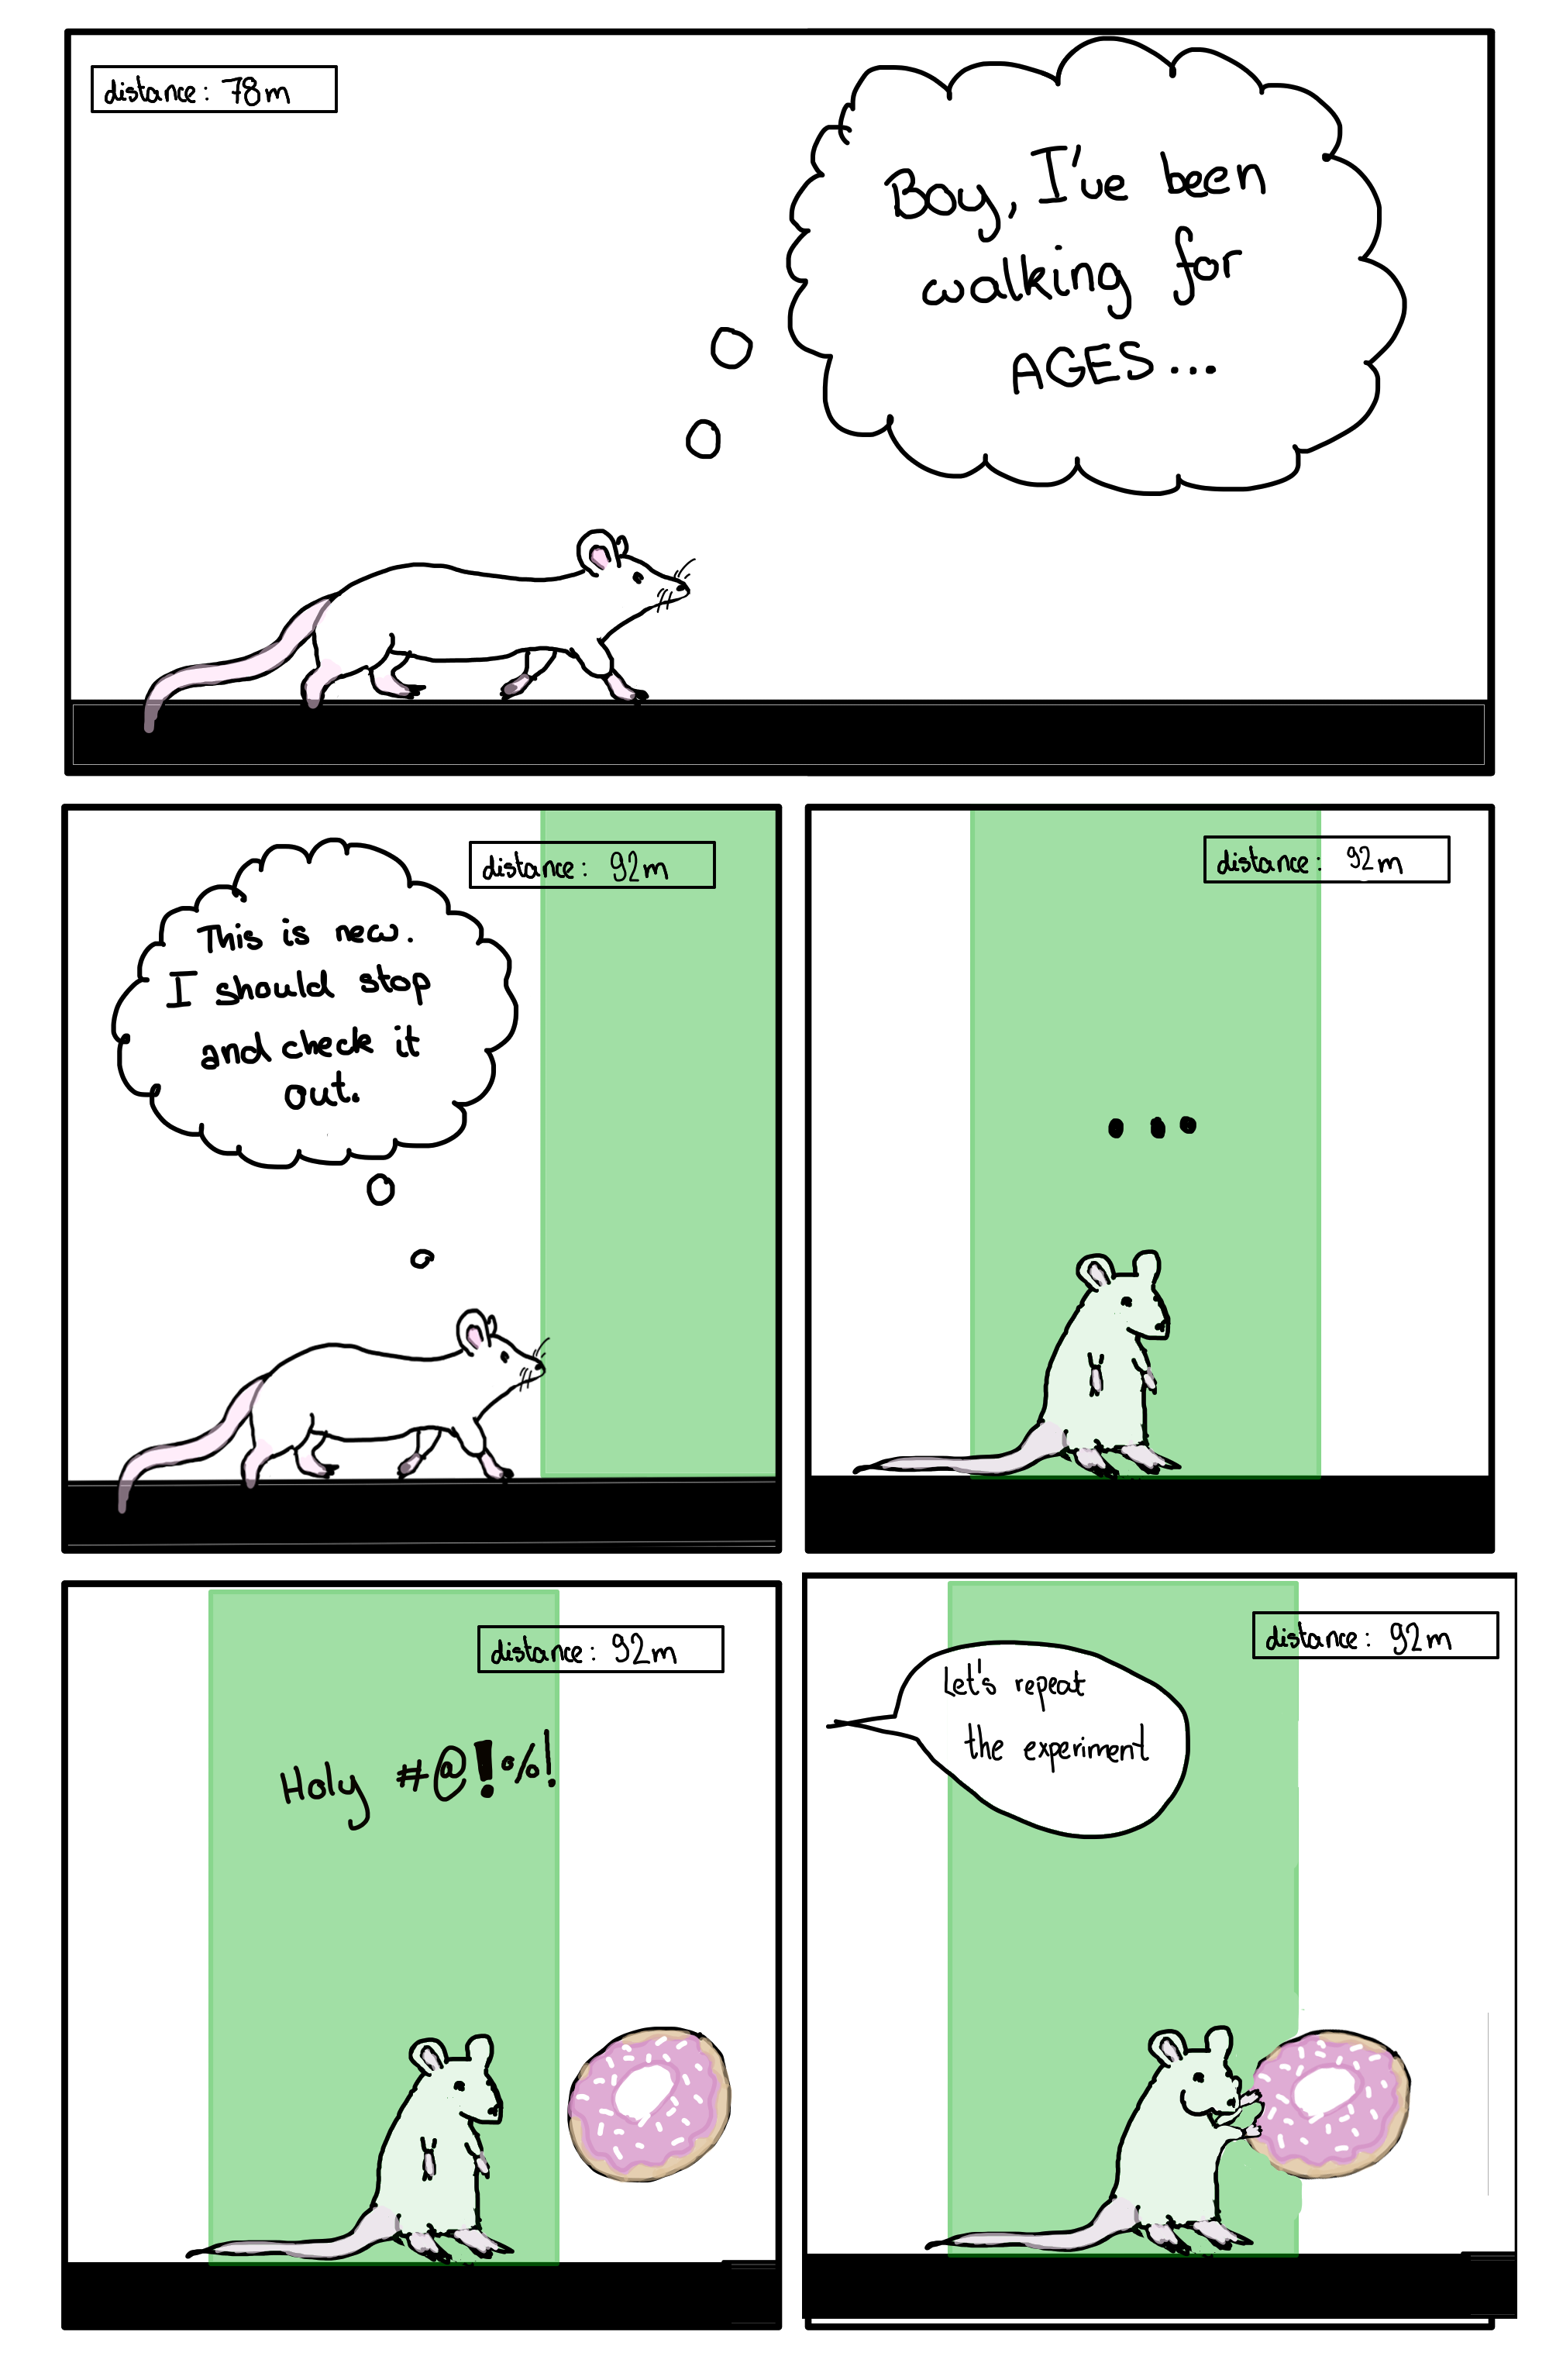 distance: 78m
Boy, I've been
walking for
AGES...
distance: 92m
This is new.
I should stop
and check it
out.
distance: 92m
...
distance: 92m
Holy #@!%!
distance: 92m
Let's repeat
the experiment